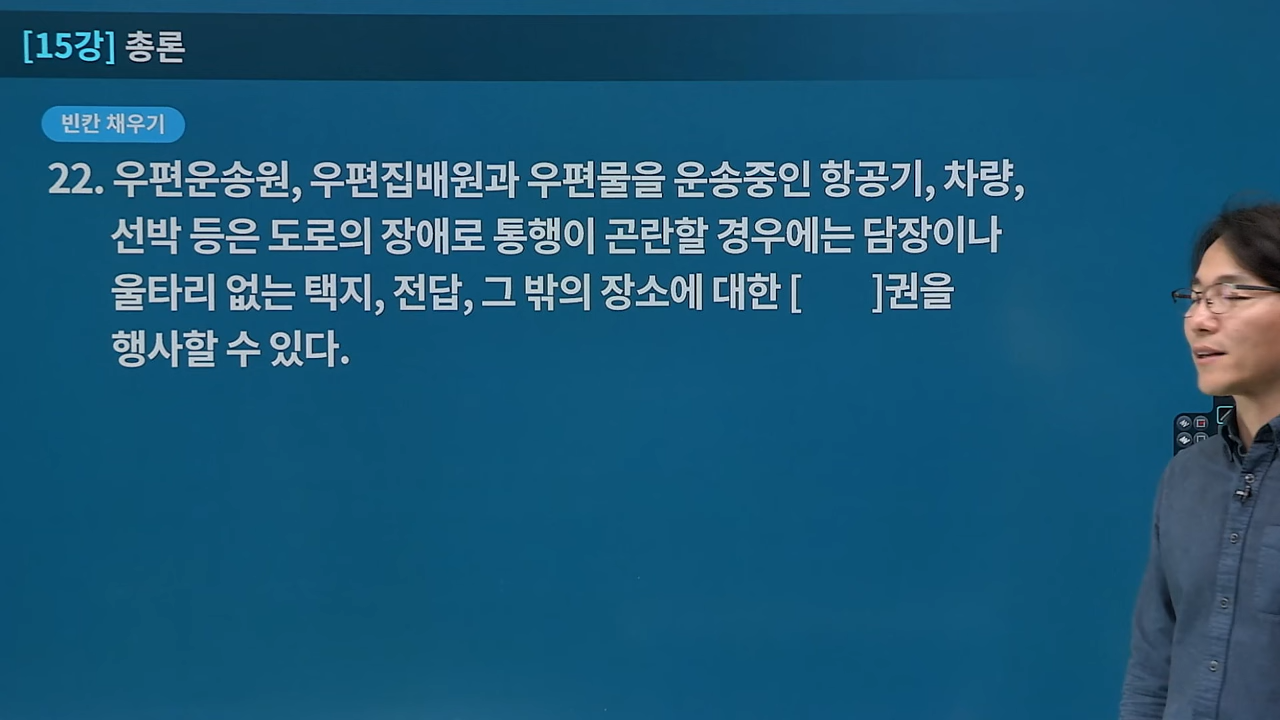 [15강] 총론
빈칸 채우기
22. 우편운송원, 우편집배원과 우편물을 운송중인 항공기, 차량,
선박 등은 도로의 장애로 통행이 곤란할 경우에는 담장이나
울타리 없는 택지, 전답, 그 밖의 장소에 대한 [ ]권을
행사할 수 있다.